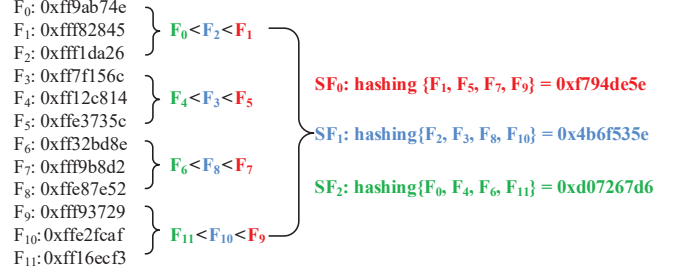 F₀: 0xff9ab74e
F₁: 0xfff82845
F₂: 0xfff1da26
F₀<F₂<F₁
F₃: 0xff7f156c
F₄: 0xff12c814
F₅: 0xffe3735c
F₄<F₃<F₅
F₆: 0xff32bd8e
F₇: 0xfff9b8d2
F₈: 0xffe87e52
F₆<F₈<F₇
F₉: 0xfff93729
F₁₀: 0xffe2fcaf
F₁₁: 0xff16ecf3
F₁₁<F₁₀<F₉
SF₀: hashing {F₁, F₅, F₇, F₉} = 0xf794de5e
SF₁: hashing{F₂, F₃, F₈, F₁₀} = 0x4b6f535e
SF₂: hashing{F₀, F₄, F₆, F₁₁} = 0xd07267d6